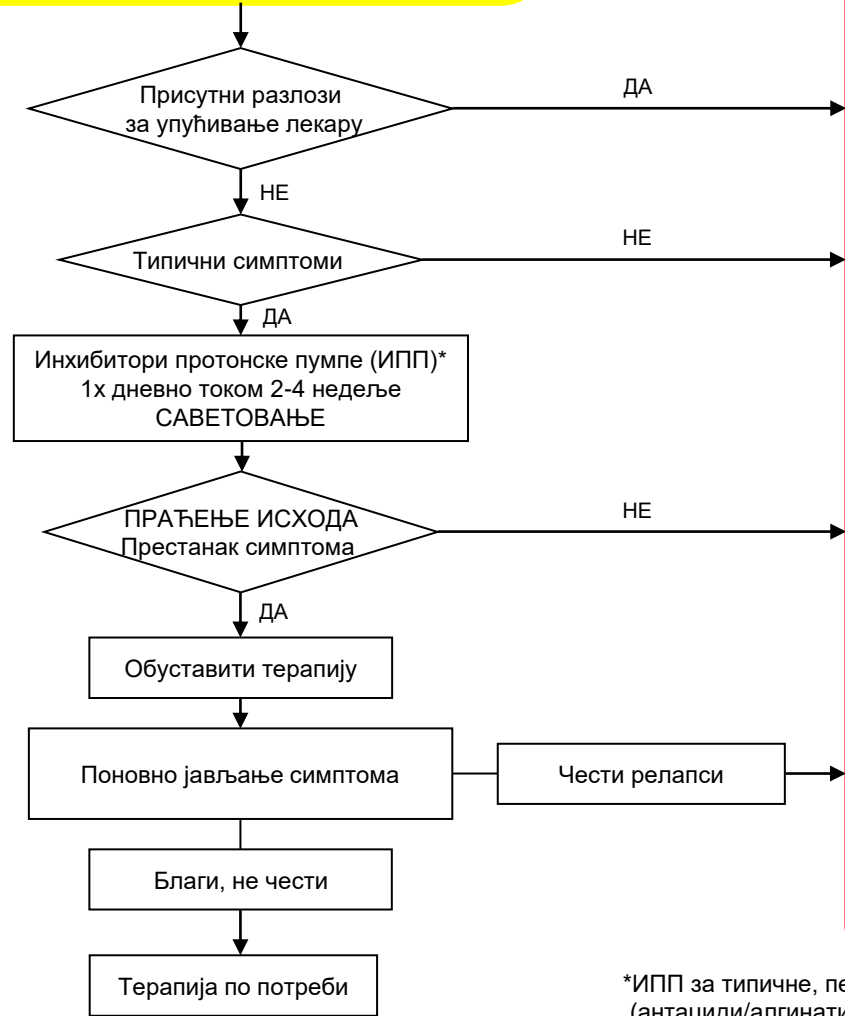 Присутни разлози
за упућивање лекару
ДА
НЕ
Типични симптоми
НЕ
ДА
Инхибитори протонске пумпе (ИПП)*
1x дневно током 2-4 недеље
САВЕТОВАЊЕ
ПРАЋЕЊЕ ИСХОДА
Престанак симптома
НЕ
ДА
Обуставити терапију
Поновно јављање симптома
Чести релапси
Благи, не чести
Терапија по потреби
*ИПП за типичне,
(антациди/алгинати